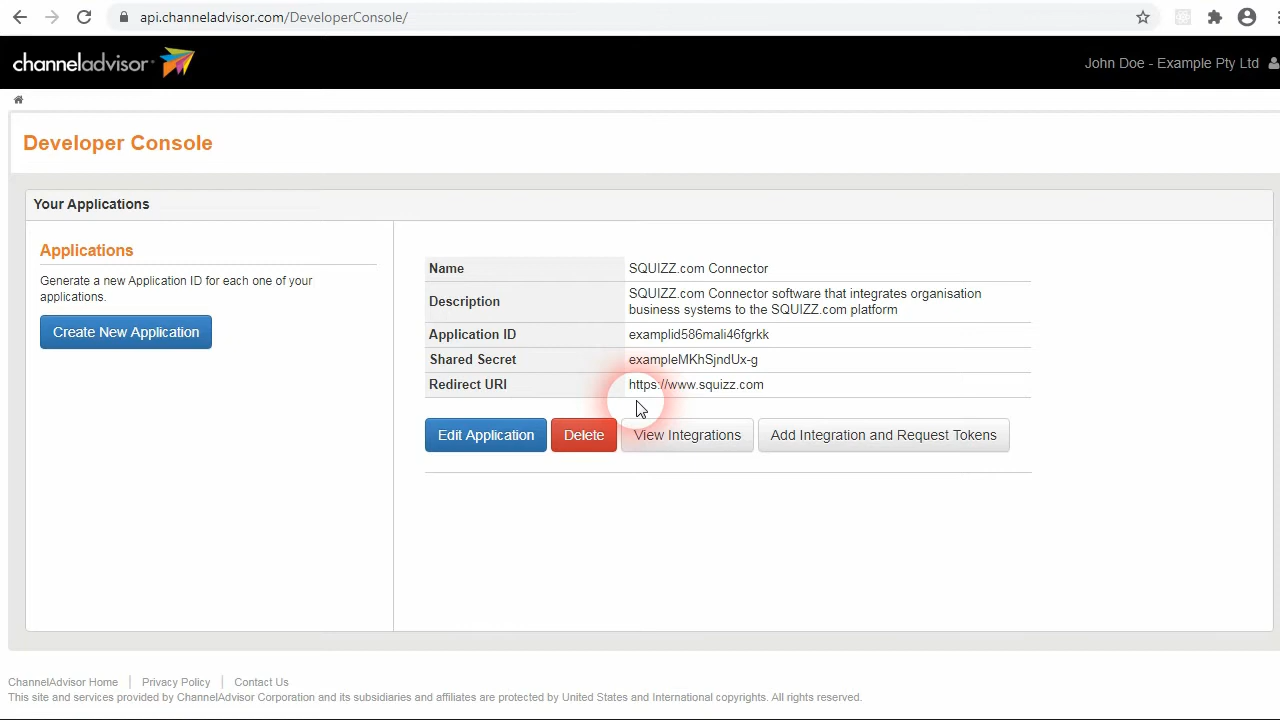 api.channeladvisor.com/DeveloperConsole/
channeladvisor
John Doe - Example Pty Ltd
Developer Console
Your Applications
Applications
Generate a new Application ID for each one of your
applications.
Create New Application
Name SQUIZZ.com Connector
Description SQUIZZ.com Connector software that integrates organisation
business systems to the SQUIZZ.com platform
Application ID exampleid586mali46fgrkk
Shared Secret exampleMKhSjndUx-g
Redirect URI https://www.squizz.com
Edit Application Delete View Integrations Add Integration and Request Tokens
ChannelAdvisor Home Privacy Policy Contact Us
This site and services provided by ChannelAdvisor Corporation and its subsidiaries and affiliates are protected by United States and International copyrights. All rights reserved.